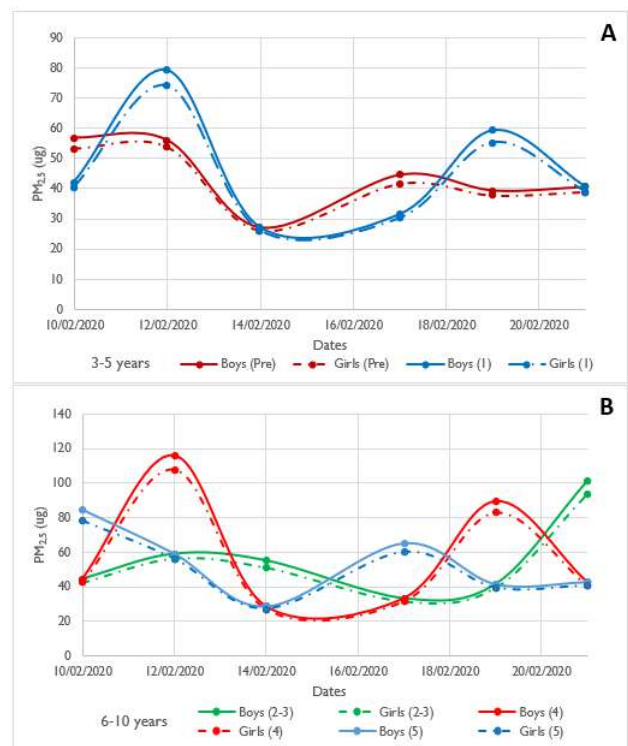 A
90
80
70
60
50
40
30
20
10
0
PM2.5 (ug)
10/02/2020 12/02/2020 14/02/2020 16/02/2020 18/02/2020 20/02/2020
Dates
3-5 years Boys (Pre) Girls (Pre) Boys (1) Girls (1)
B
140
120
100
80
60
40
20
0
PM2.5 (ug)
10/02/2020 12/02/2020 14/02/2020 16/02/2020 18/02/2020 20/02/2020
Dates
6-10 years Boys (2-3) Girls (2-3) Boys (4)
Girls (4) Boys (5) Girls (5)